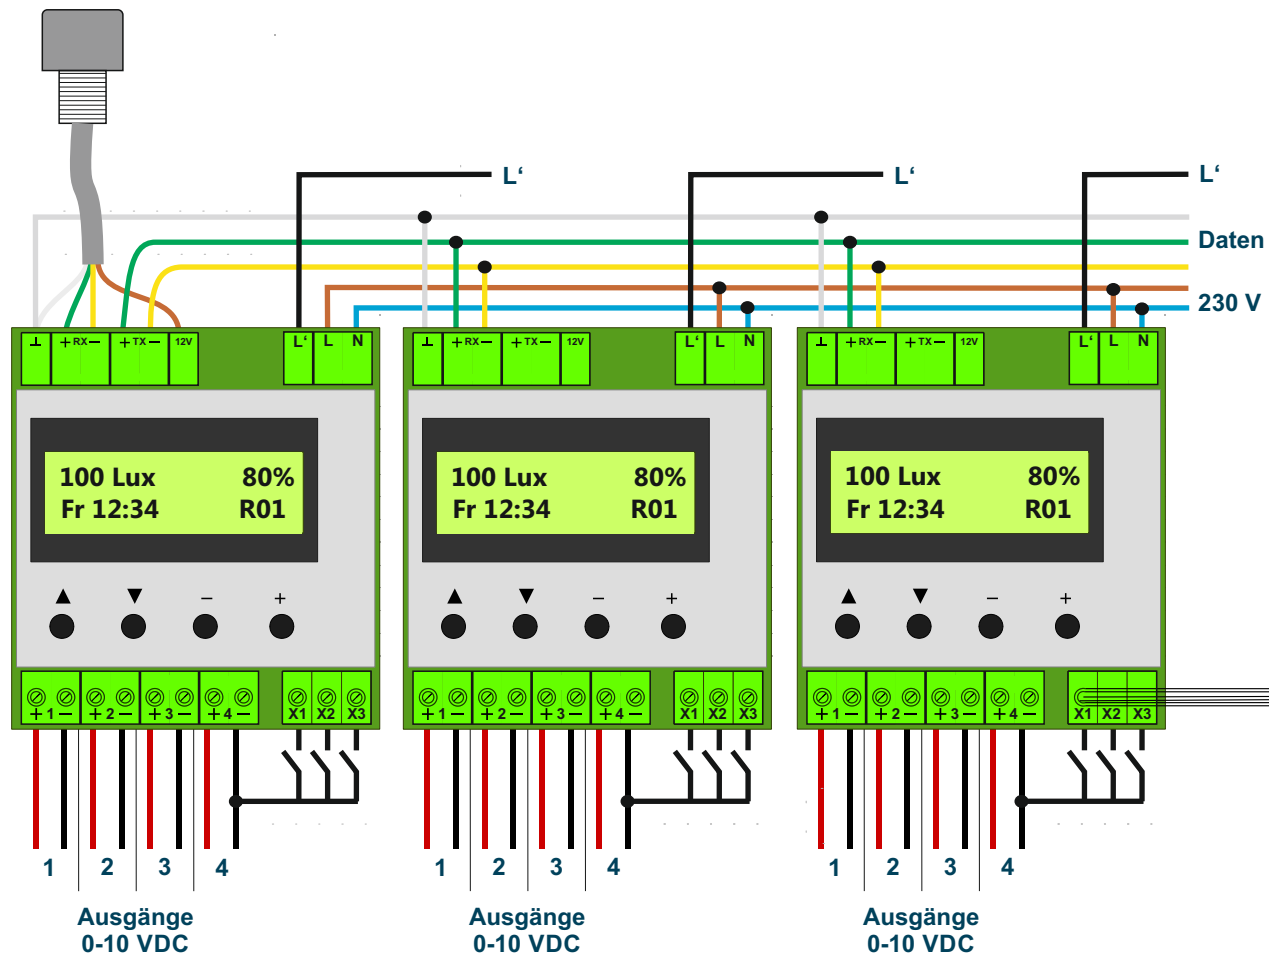 L‘ L‘ L‘
Daten
230 V
⊥ + RX − + TX − 12V L‘ L N
⊥ + RX − + TX − 12V L‘ L N
⊥ + RX − + TX − 12V L‘ L N
100 Lux 80%
Fr 12:34 R01
100 Lux 80%
Fr 12:34 R01
100 Lux 80%
Fr 12:34 R01
▲ ▼ − +
▲ ▼ − +
▲ ▼ − +
+ 1 − + 2 − + 3 − + 4 − X1 X2 X3
+ 1 − + 2 − + 3 − + 4 − X1 X2 X3
+ 1 − + 2 − + 3 − + 4 − X1 X2 X3
1 2 3 4
1 2 3 4
1 2 3 4
Ausgänge
0-10 VDC
Ausgänge
0-10 VDC
Ausgänge
0-10 VDC